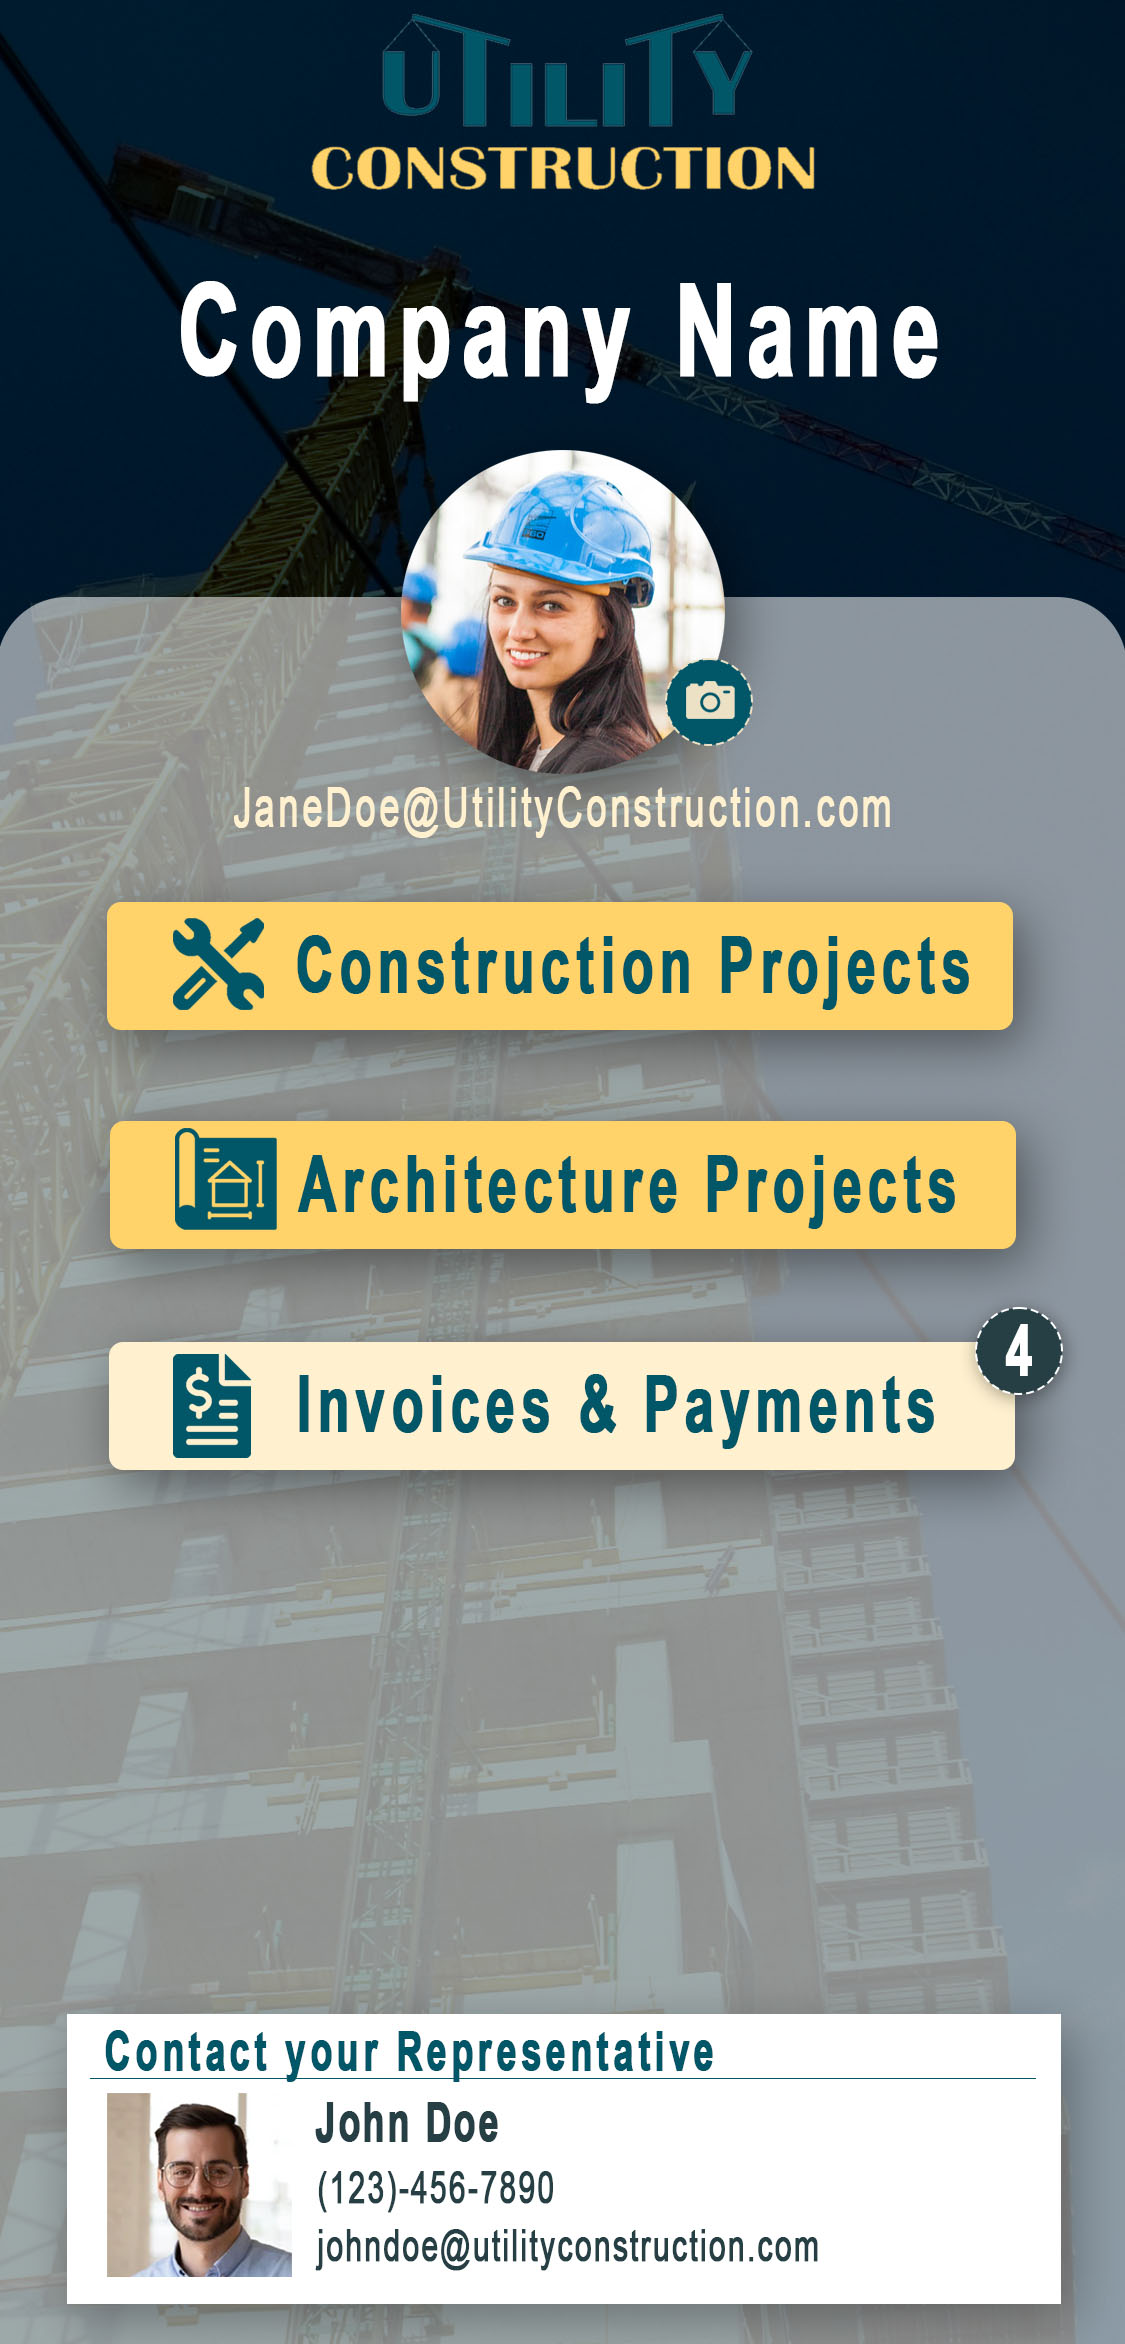 UTILITY
CONSTRUCTION
Company Name
JaneDoe@UtilityConstruction.com
Construction Projects
Architecture Projects
4
Invoices & Payments
Contact your Representative
John Doe
(123)-456-7890
johndoe@utilityconstruction.com